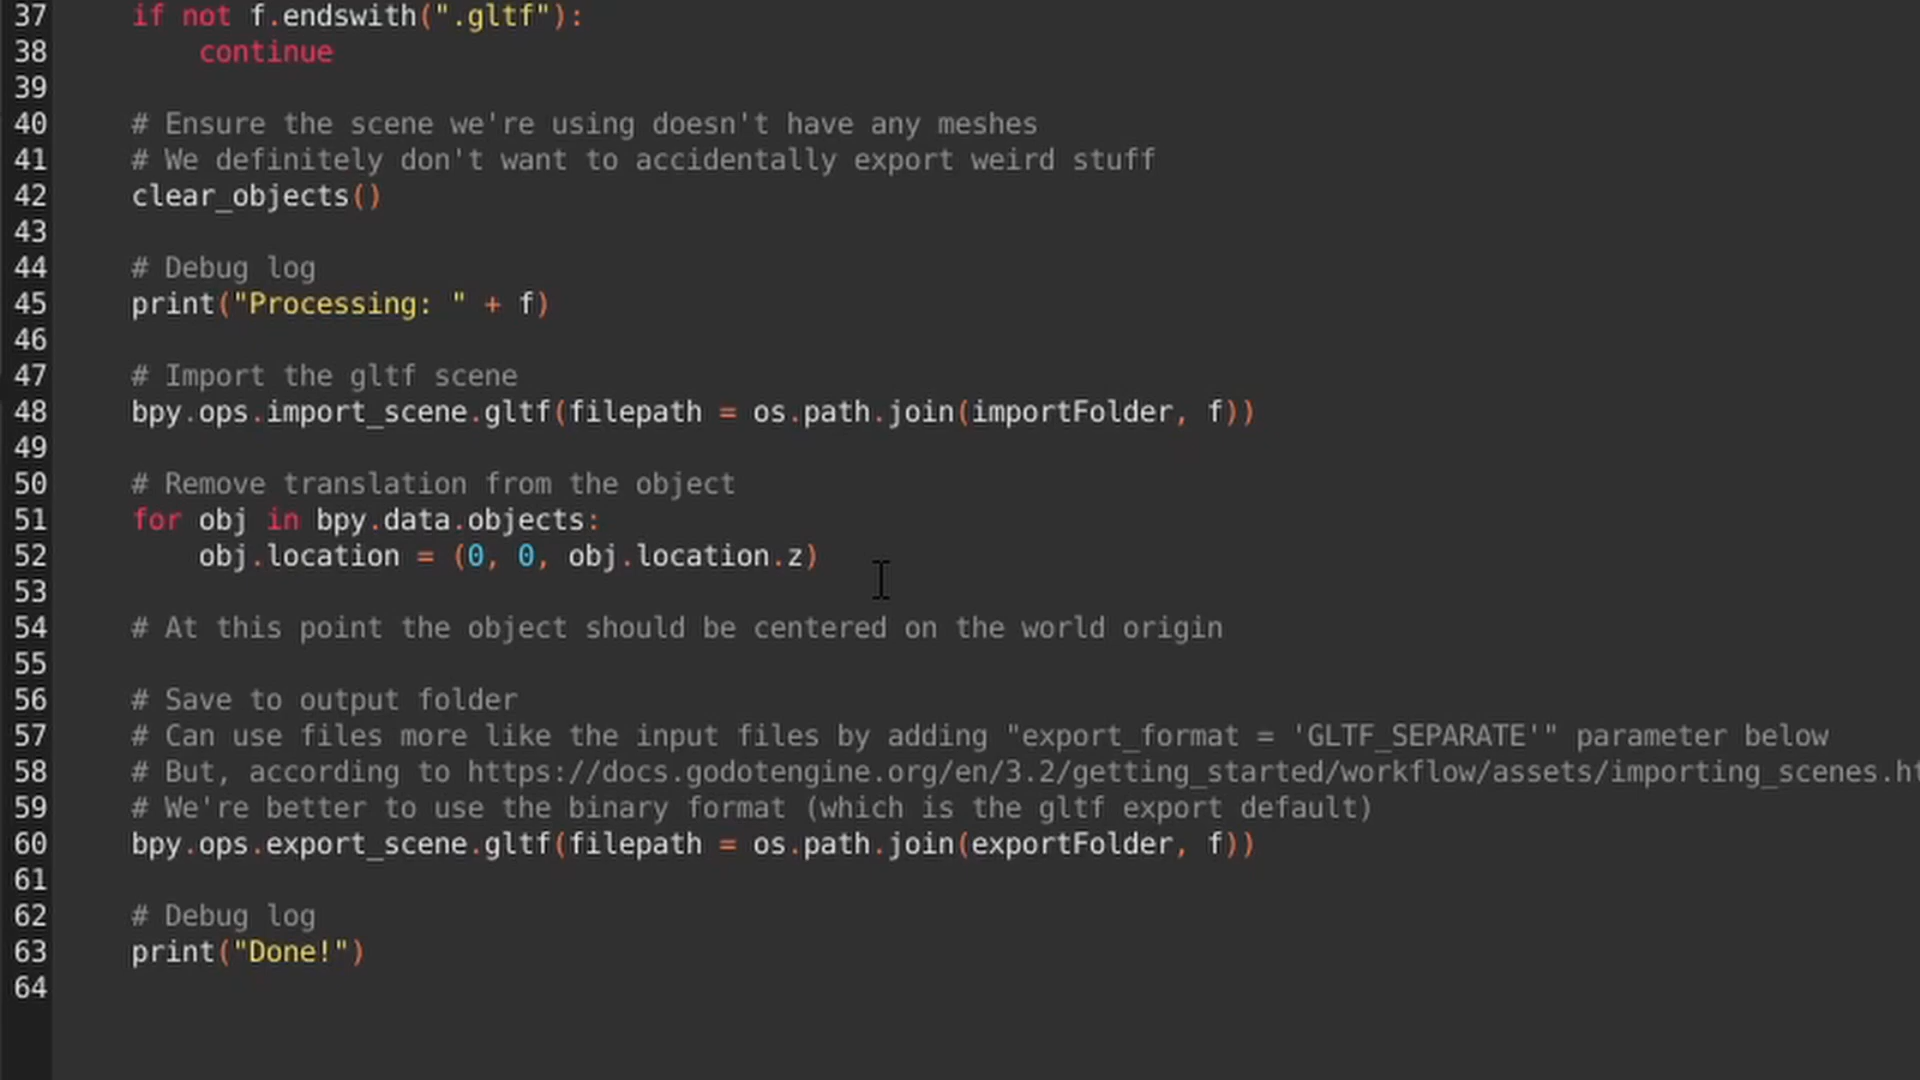 37 if not f.endswith(".gltf"):
38 continue
39
40 # Ensure the scene we're using doesn't have any meshes
41 # We definitely don't want to accidentally export weird stuff
42 clear_objects()
43
44 # Debug log
45 print("Processing: " + f)
46
47 # Import the gltf scene
48 bpy.ops.import_scene.gltf(filepath = os.path.join(importFolder, f))
49
50 # Remove translation from the object
51 for obj in bpy.data.objects:
52 obj.location = (0, 0, obj.location.z)
53
54 # At this point the object should be centered on the world origin
55
56 # Save to output folder
57 # Can use files more like the input files by adding "export_format = 'GLTF_SEPARATE'" parameter below
58 # But, according to https://docs.godotengine.org/en/3.2/getting_started/workflow/assets/importing_scenes.ht
59 # We're better to use the binary format (which is the gltf export default)
60 bpy.ops.export_scene.gltf(filepath = os.path.join(exportFolder, f))
61
62 # Debug log
63 print("Done!")
64